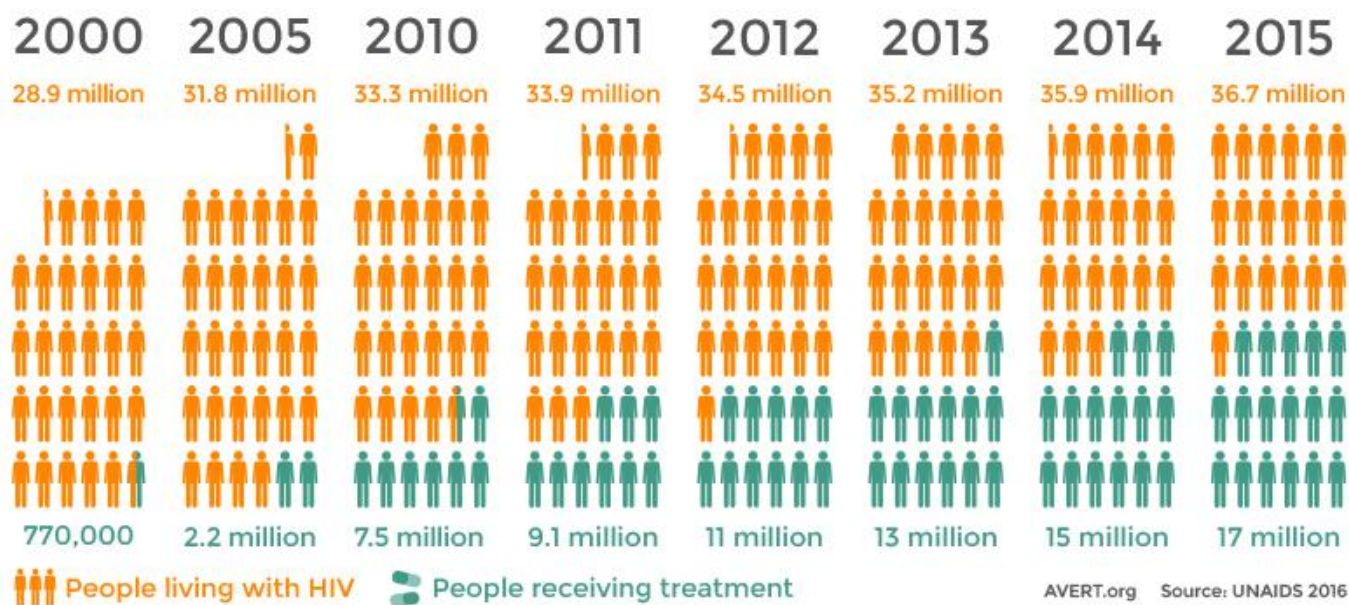 2000 2005 2010 2011 2012 2013 2014 2015
28.9 million 31.8 million 33.3 million 33.9 million 34.5 million 35.2 million 35.9 million 36.7 million
770,000 2.2 million 7.5 million 9.1 million 11 million 13 million 15 million 17 million
People living with HIV People receiving treatment AVERT.org Source: UNAIDS 2016